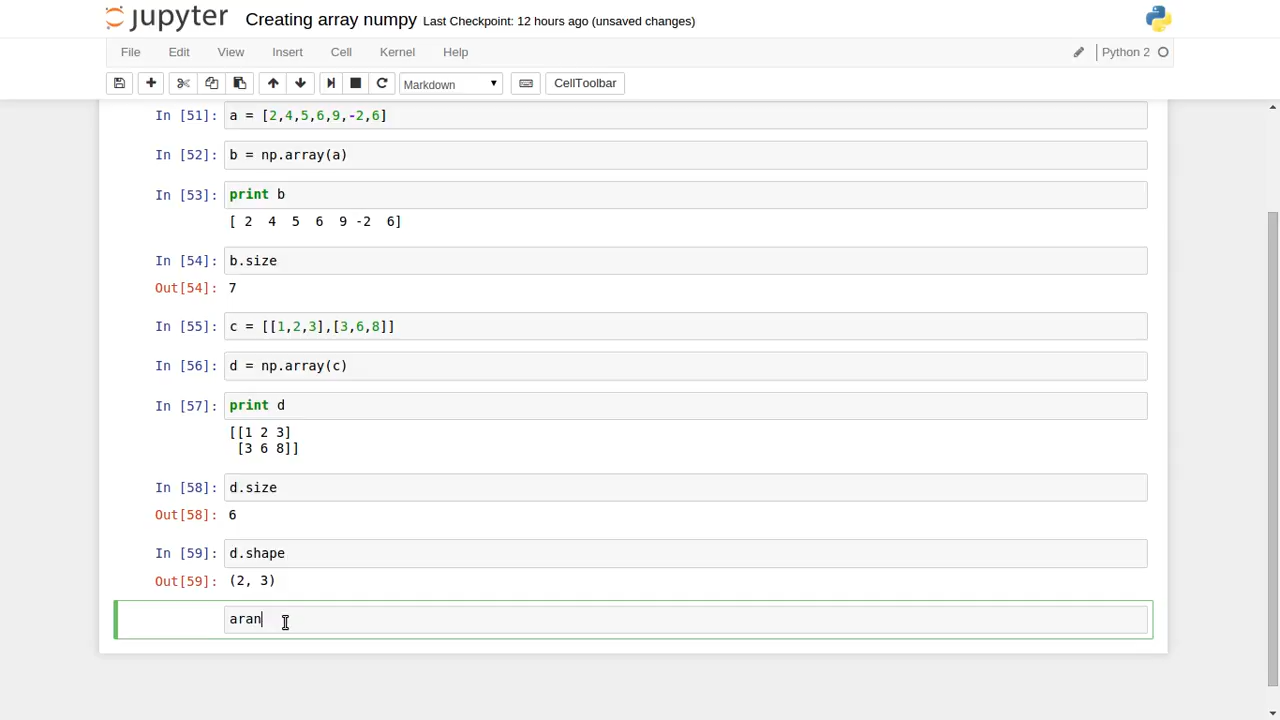 jupyter Creating array numpy Last Checkpoint: 12 hours ago (unsaved changes)
File Edit View Insert Cell Kernel Help Python 2
Markdown CellToolbar
In [51]: a = [2,4,5,6,9,-2,6]
In [52]: b = np.array(a)
In [53]: print b
[ 2  4  5  6  9 -2  6]
In [54]: b.size
Out[54]: 7
In [55]: c = [[1,2,3],[3,6,8]]
In [56]: d = np.array(c)
In [57]: print d
[[1 2 3]
 [3 6 8]]
In [58]: d.size
Out[58]: 6
In [59]: d.shape
Out[59]: (2, 3)
aran